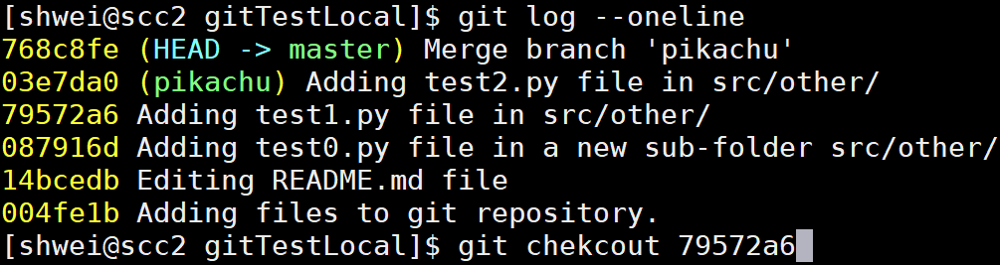 [shwei@scc2 gitTestLocal]$ git log --oneline
768c8fe (HEAD -> master) Merge branch 'pikachu'
03e7da0 (pikachu) Adding test2.py file in src/other/
79572a6 Adding test1.py file in src/other/
087916d Adding test0.py file in a new sub-folder src/other/
14bcedb Editing README.md file
004fe1b Adding files to git repository.
[shwei@scc2 gitTestLocal]$ git chekcout 79572a6